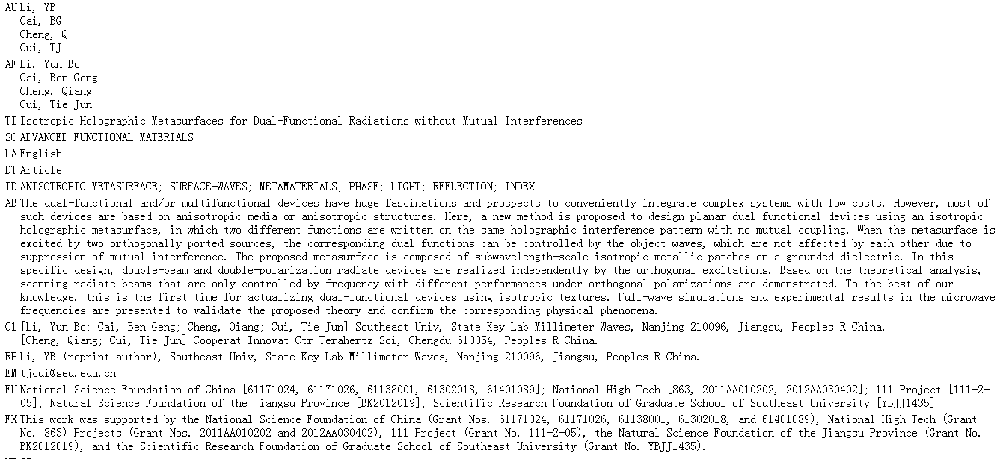 AU Li, YB
Cai, BG
Cheng, Q
Cui, TJ
AF Li, Yun Bo
Cai, Ben Geng
Cheng, Qiang
Cui, Tie Jun
TI Isotropic Holographic Metasurfaces for Dual-Functional Radiations without Mutual Interferences
SO ADVANCED FUNCTIONAL MATERIALS
LA English
DT Article
ID ANISOTROPIC METASURFACE; SURFACE-WAVES; METAMATERIALS; PHASE; LIGHT; REFLECTION; INDEX
AB The dual-functional and/or multifunctional devices have huge fascinations and prospects to conveniently integrate complex systems with low costs. However, most of
such devices are based on anisotropic media or anisotropic structures. Here, a new method is proposed to design planar dual-functional devices using an isotropic
holographic metasurface, in which two different functions are written on the same holographic interference pattern with no mutual coupling. When the metasurface is
excited by two orthogonally ported sources, the corresponding dual functions can be controlled by the object waves, which are not affected by each other due to
suppression of mutual interference. The proposed metasurface is composed of subwavelength-scale isotropic metallic patches on a grounded dielectric. In this
specific design, double-beam and double-polarization radiate devices are realized independently by the orthogonal excitations. Based on the theoretical analysis,
scanning radiate beams that are only controlled by frequency with different performances under orthogonal polarizations are demonstrated. To the best of our
knowledge, this is the first time for actualizing dual-functional devices using isotropic textures. Full-wave simulations and experimental results in the microwave
frequencies are presented to validate the proposed theory and confirm the corresponding physical phenomena.
C1 [Li, Yun Bo; Cai, Ben Geng; Cheng, Qiang; Cui, Tie Jun] Southeast Univ, State Key Lab Millimeter Waves, Nanjing 210096, Jiangsu, Peoples R China.
[Cheng, Qiang; Cui, Tie Jun] Cooperat Innovat Ctr Terahertz Sci, Chengdu 610054, Peoples R China.
RP Li, YB (reprint author), Southeast Univ, State Key Lab Millimeter Waves, Nanjing 210096, Jiangsu, Peoples R China.
EM tjcui@seu.edu.cn
FU National Science Foundation of China [61171024, 61171026, 61138001, 61302018, 61401089]; National High Tech [863, 2011AA010202, 2012AA030402]; 111 Project [111-2-
05]; Natural Science Foundation of the Jiangsu Province [BK2012019]; Scientific Research Foundation of Graduate School of Southeast University [YBJJ1435]
FX This work was supported by the National Science Foundation of China (Grant Nos. 61171024, 61171026, 61138001, 61302018, and 61401089), National High Tech (Grant
No. 863) Projects (Grant Nos. 2011AA010202 and 2012AA030402), 111 Project (Grant No. 111-2-05), the Natural Science Foundation of the Jiangsu Province (Grant No.
BK2012019), and the Scientific Research Foundation of Graduate School of Southeast University (Grant No. YBJJ1435).